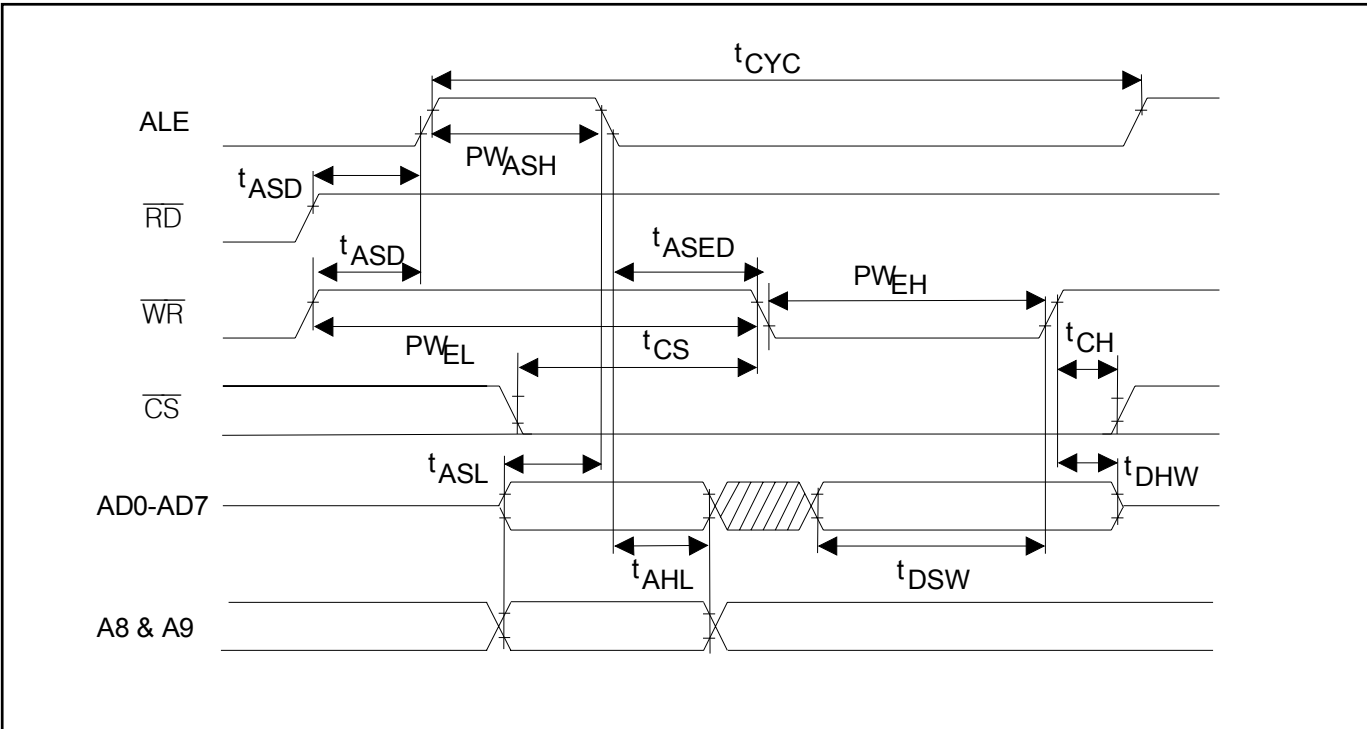 tCYC
ALE
PWASH
tASD
RD
tASD
tASED
PWEH
WR
PWEL
tCS
tCH
CS
tASL
tDHW
AD0-AD7
tAHL
tDSW
A8 & A9